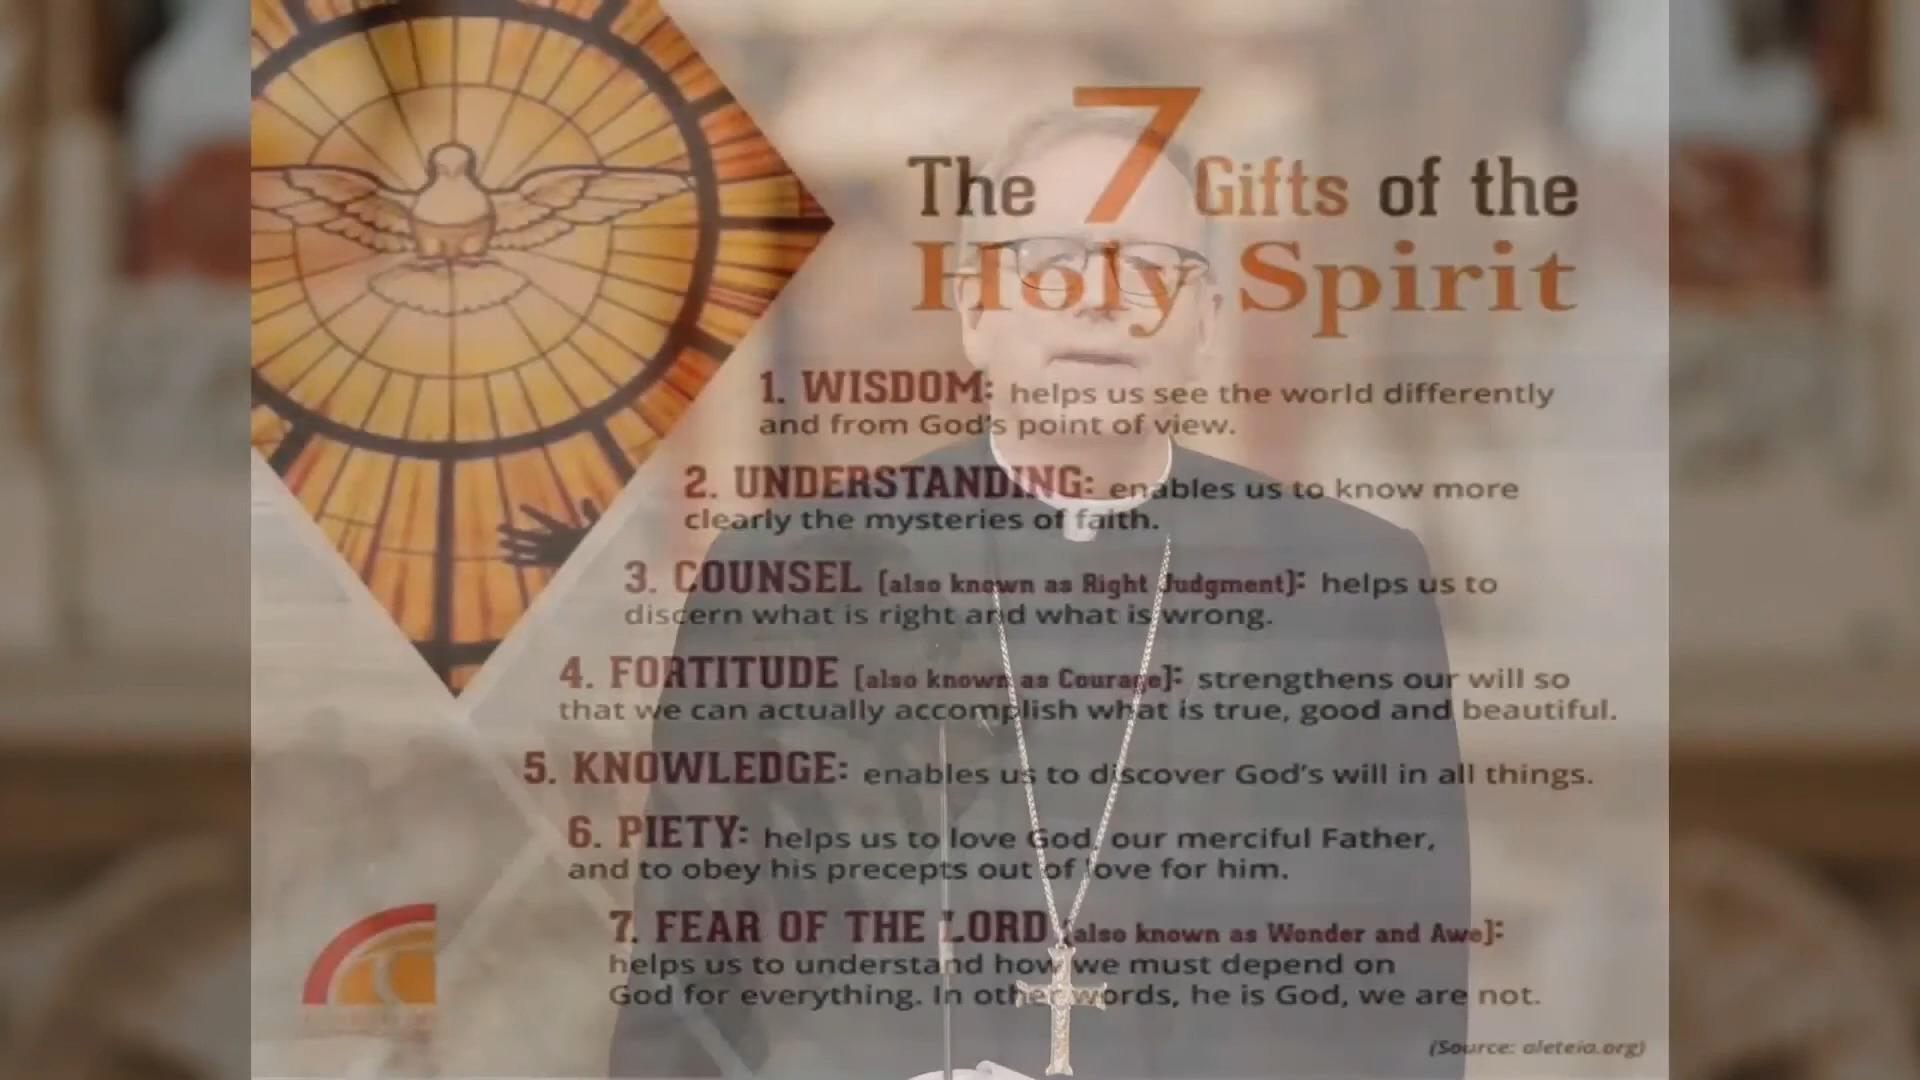 The 7 Gifts of the
Holy Spirit
1. WISDOM: helps us see the world differently
and from God's point of view.
2. UNDERSTANDING: enables us to know more
clearly the mysteries of faith.
3. COUNSEL (also known as Right Judgment): helps us to
discern what is right and what is wrong.
4. FORTITUDE (also known as Courage): strengthens our will so
that we can actually accomplish what is true, good and beautiful.
5. KNOWLEDGE: enables us to discover God's will in all things.
6. PIETY: helps us to love God, our merciful Father,
and to obey his precepts out of love for him.
7. FEAR OF THE LORD (also known as Wonder and Awe):
helps us to understand how we must depend on
God for everything. In other words, he is God, we are not.
(Source: aleteia.org)